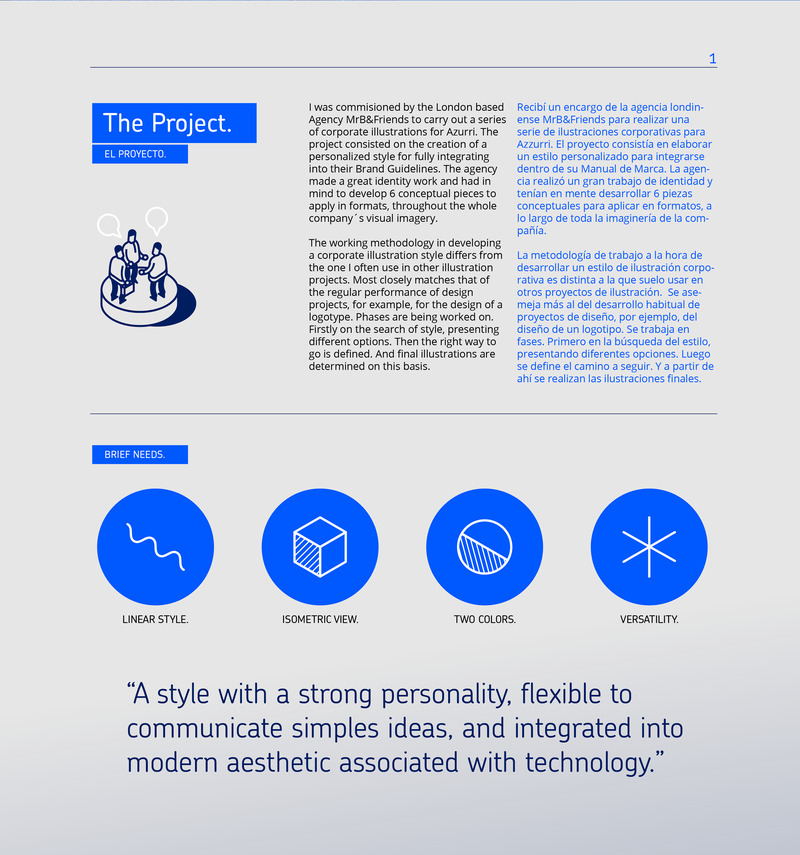 1
The Project.
EL PROYECTO.
I was commisioned by the London based
Agency MrB&Friends to carry out a series
of corporate illustrations for Azurri. The
project consisted on the creation of a
personalized style for fully integrating
into their Brand Guidelines. The agency
made a great identity work and had in
mind to develop 6 conceptual pieces to
apply in formats, throughout the whole
company´s visual imagery.
The working methodology in developing
a corporate illustration style differs from
the one I often use in other illustration
projects. Most closely matches that of
the regular performance of design
projects, for example, for the design of a
logotype. Phases are being worked on.
Firstly on the search of style, presenting
different options. Then the right way to
go is defined. And final illustrations are
determined on this basis.
Recibí un encargo de la agencia londin-
ense MrB&Friends para realizar una
serie de ilustraciones corporativas para
Azzurri. El proyecto consistía en elaborar
un estilo personalizado para integrarse
dentro de su Manual de Marca. La agen-
cia realizó un gran trabajo de identidad y
tenían en mente desarrollar 6 piezas
conceptuales para aplicar en formatos, a
lo largo de toda la imaginería de la com-
pañía.
La metodología de trabajo a la hora de
desarrollar un estilo de ilustración corpo-
rativa es distinta a la que suelo usar en
otros proyectos de ilustración. Se ase-
meja más al del desarrollo habitual de
proyectos de diseño, por ejemplo, del
diseño de un logotipo. Se trabaja en
fases. Primero en la búsqueda del estilo,
presentando diferentes opciones. Luego
se define el camino a seguir. Y a partir de
ahí se realizan las ilustraciones finales.
BRIEF NEEDS.
LINEAR STYLE.
ISOMETRIC VIEW.
TWO COLORS.
VERSATILITY.
“A style with a strong personality, flexible to
communicate simples ideas, and integrated into
modern aesthetic associated with technology.”